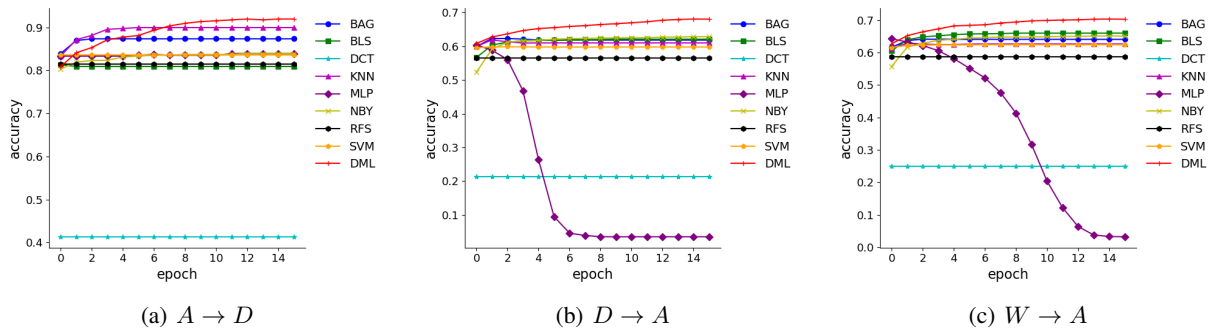 0.9
0.8
0.7
0.6
0.5
0.4
accuracy
0 2 4 6 8 10 12 14
epoch
BAG
BLS
DCT
KNN
MLP
NBY
RFS
SVM
DML
(a) A → D
0.7
0.6
0.5
0.4
0.3
0.2
0.1
accuracy
0 2 4 6 8 10 12 14
epoch
BAG
BLS
DCT
KNN
MLP
NBY
RFS
SVM
DML
(b) D → A
0.7
0.6
0.5
0.4
0.3
0.2
0.1
0.0
accuracy
0 2 4 6 8 10 12 14
epoch
BAG
BLS
DCT
KNN
MLP
NBY
RFS
SVM
DML
(c) W → A